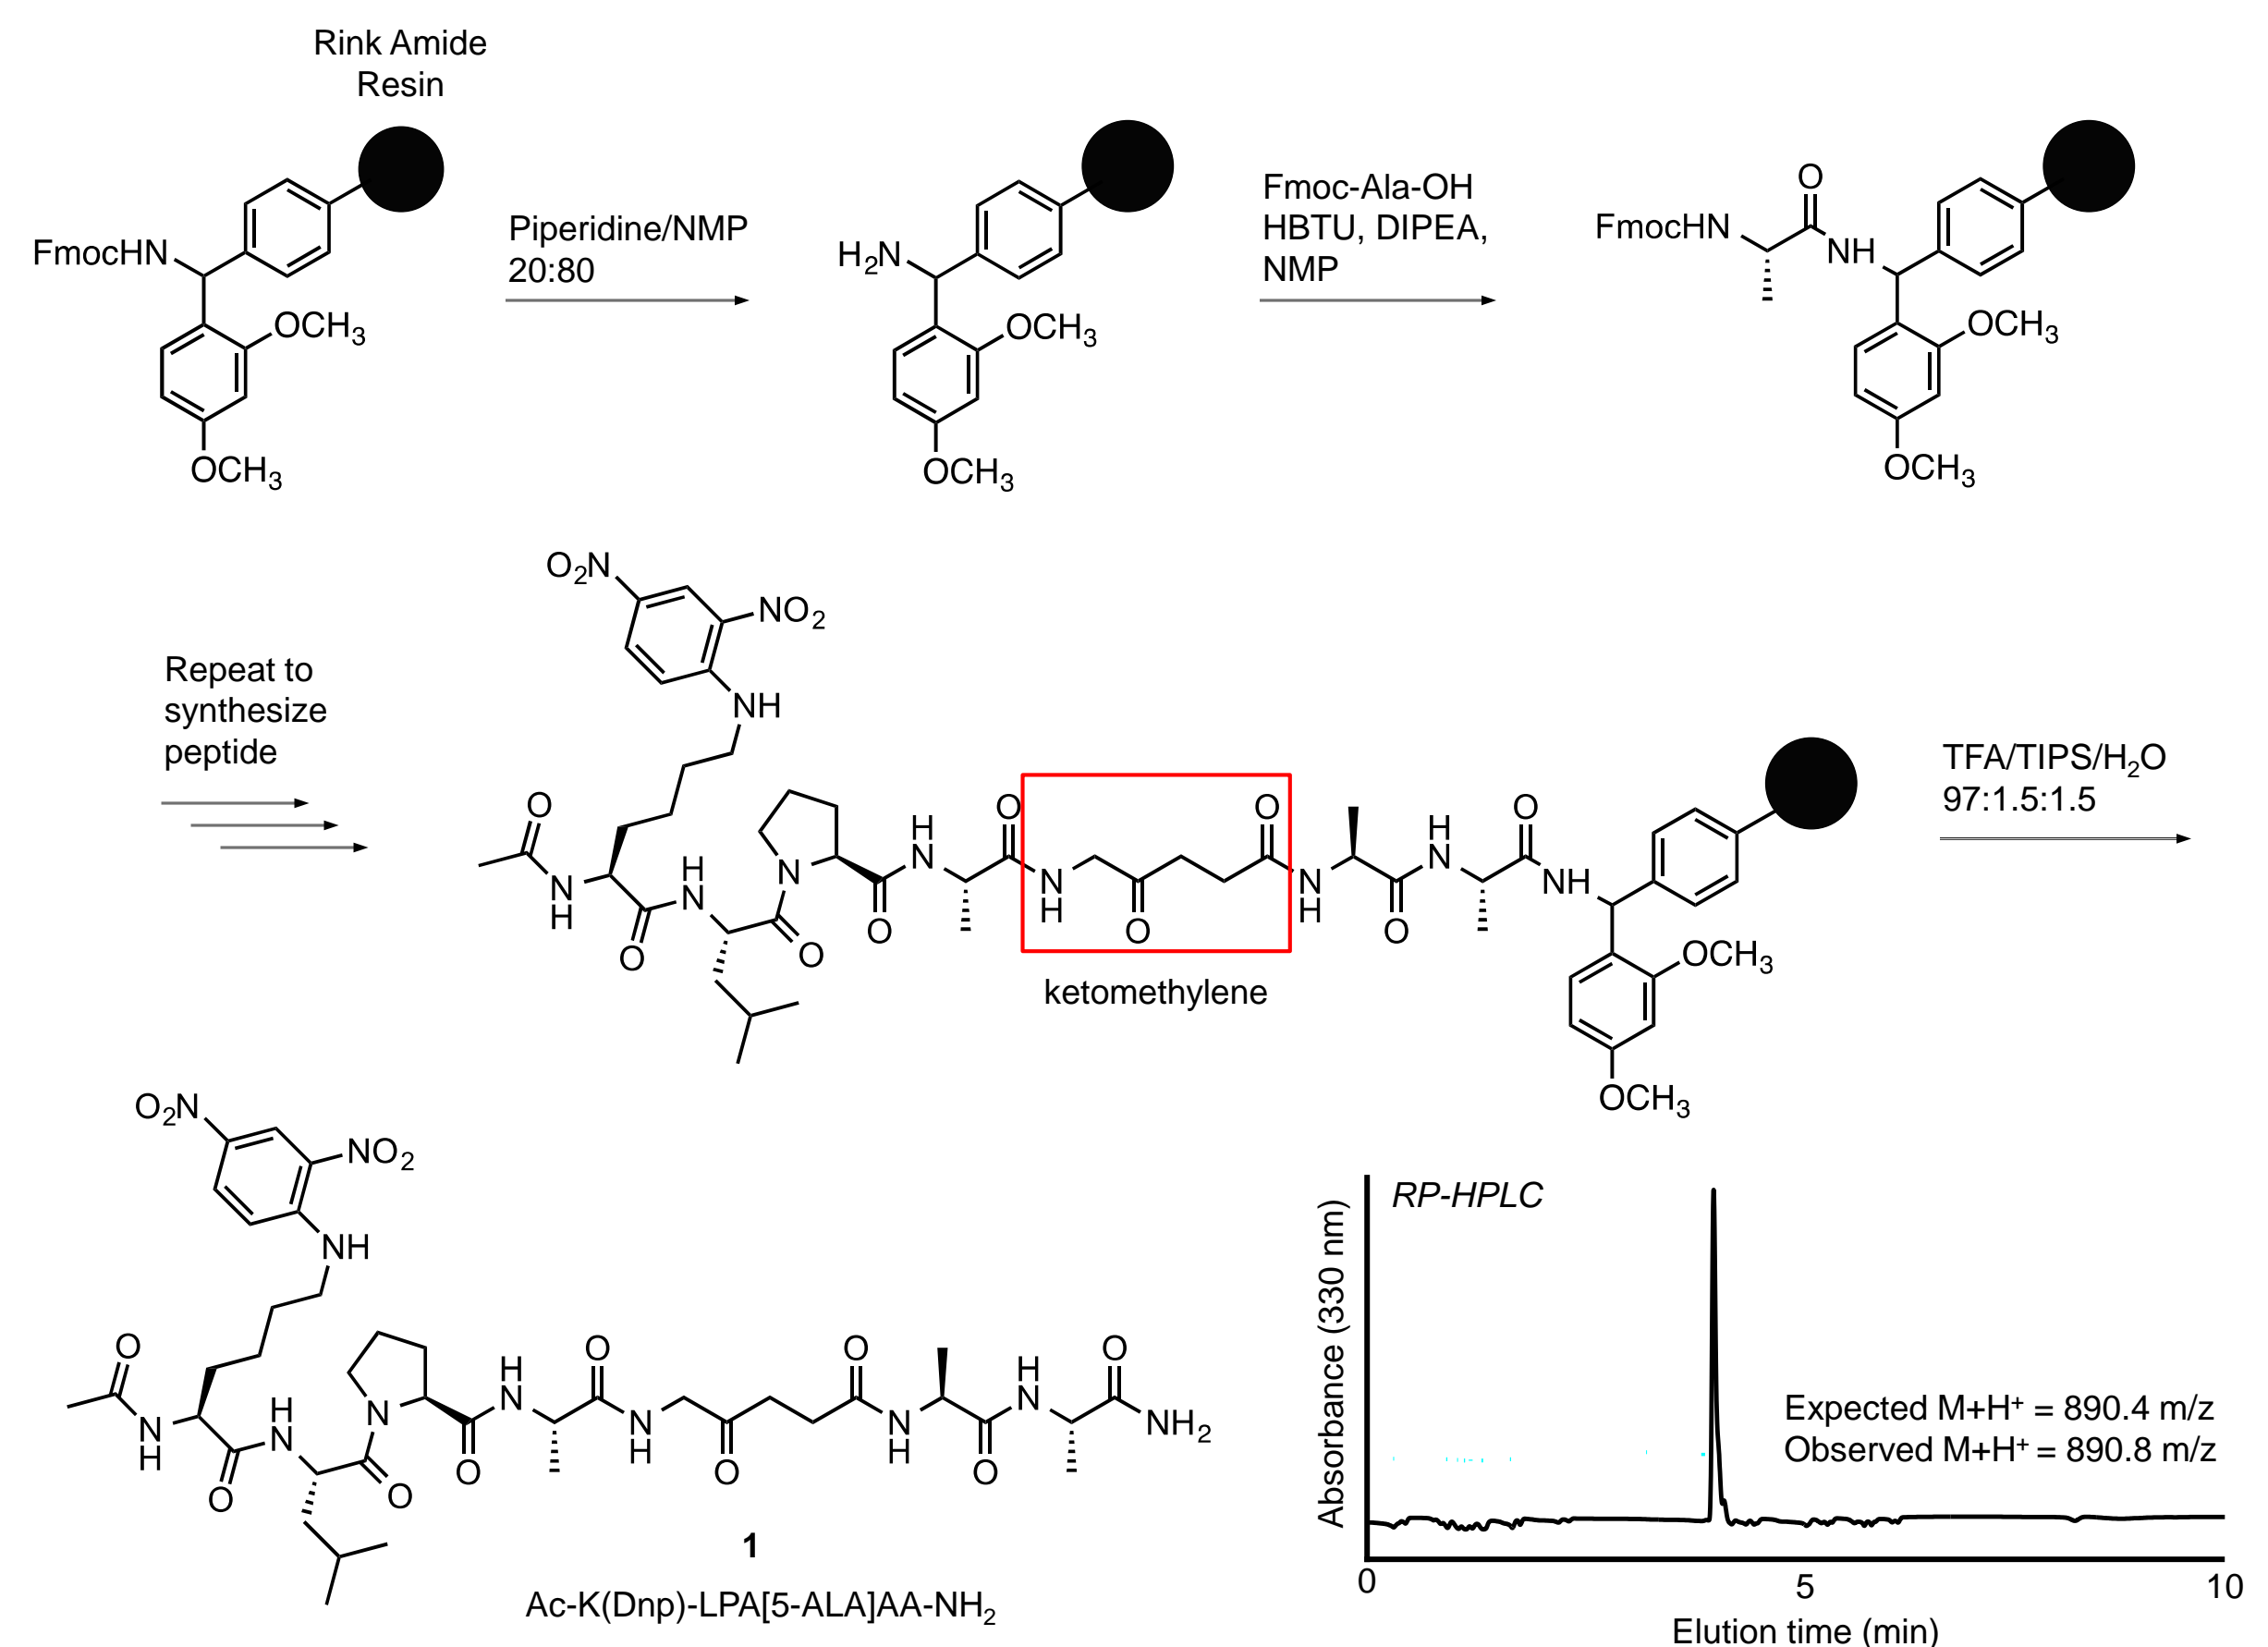 Rink Amide
Resin
FmocHN
OCH3
OCH3
Piperidine/NMP
20:80
H2N
OCH3
OCH3
Fmoc-Ala-OH
HBTU, DIPEA,
NMP
O
FmocHN
NH
OCH3
OCH3
Repeat to
synthesize
peptide
O2N
NO2
NH
O
N
H
O
H
N
O
N
O
H
N
O
N
H
O
O
N
H
O
H
N
O
NH
OCH3
OCH3
ketomethylene
TFA/TIPS/H2O
97:1.5:1.5
O2N
NO2
NH
O
N
H
O
H
N
O
N
O
H
N
O
N
H
O
O
N
H
O
H
N
O
NH2
1
Ac-K(Dnp)-LPA[5-ALA]AA-NH2
RP-HPLC
Absorbance (330 nm)
Expected M+H+ = 890.4 m/z
Observed M+H+ = 890.8 m/z
0
5
10
Elution time (min)